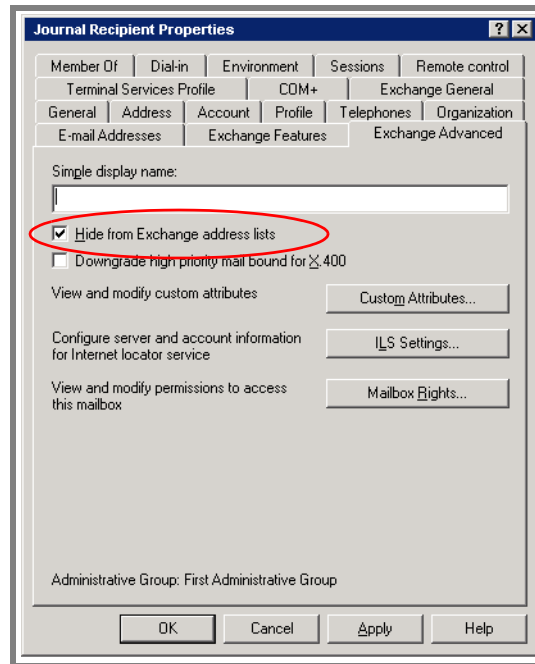 Journal Recipient Properties
Member Of Dial-in Environment Sessions Remote control
Terminal Services Profile COM+ Exchange General
General Address Account Profile Telephones Organization
E-mail Addresses Exchange Features Exchange Advanced
Simple display name:
Hide from Exchange address lists
Downgrade high priority mail bound for X.400
View and modify custom attributes
Custom Attributes...
Configure server and account information
for Internet locator service
ILS Settings...
View and modify permissions to access
this mailbox
Mailbox Rights...
Administrative Group: First Administrative Group
OK Cancel Apply Help